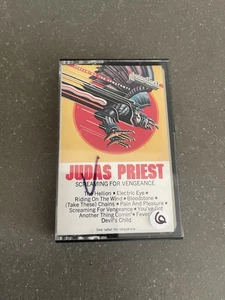 JUDAS PRIEST
SCREAMING FOR VENGEANCE
The Hellion • Electric Eye •
Riding On The Wind • Bloodstone •
(Take These) Chains • Pain And Pleasure •
Screaming For Vengeance • You've Got
Another Thing Comin' • Fever
Devil's Child